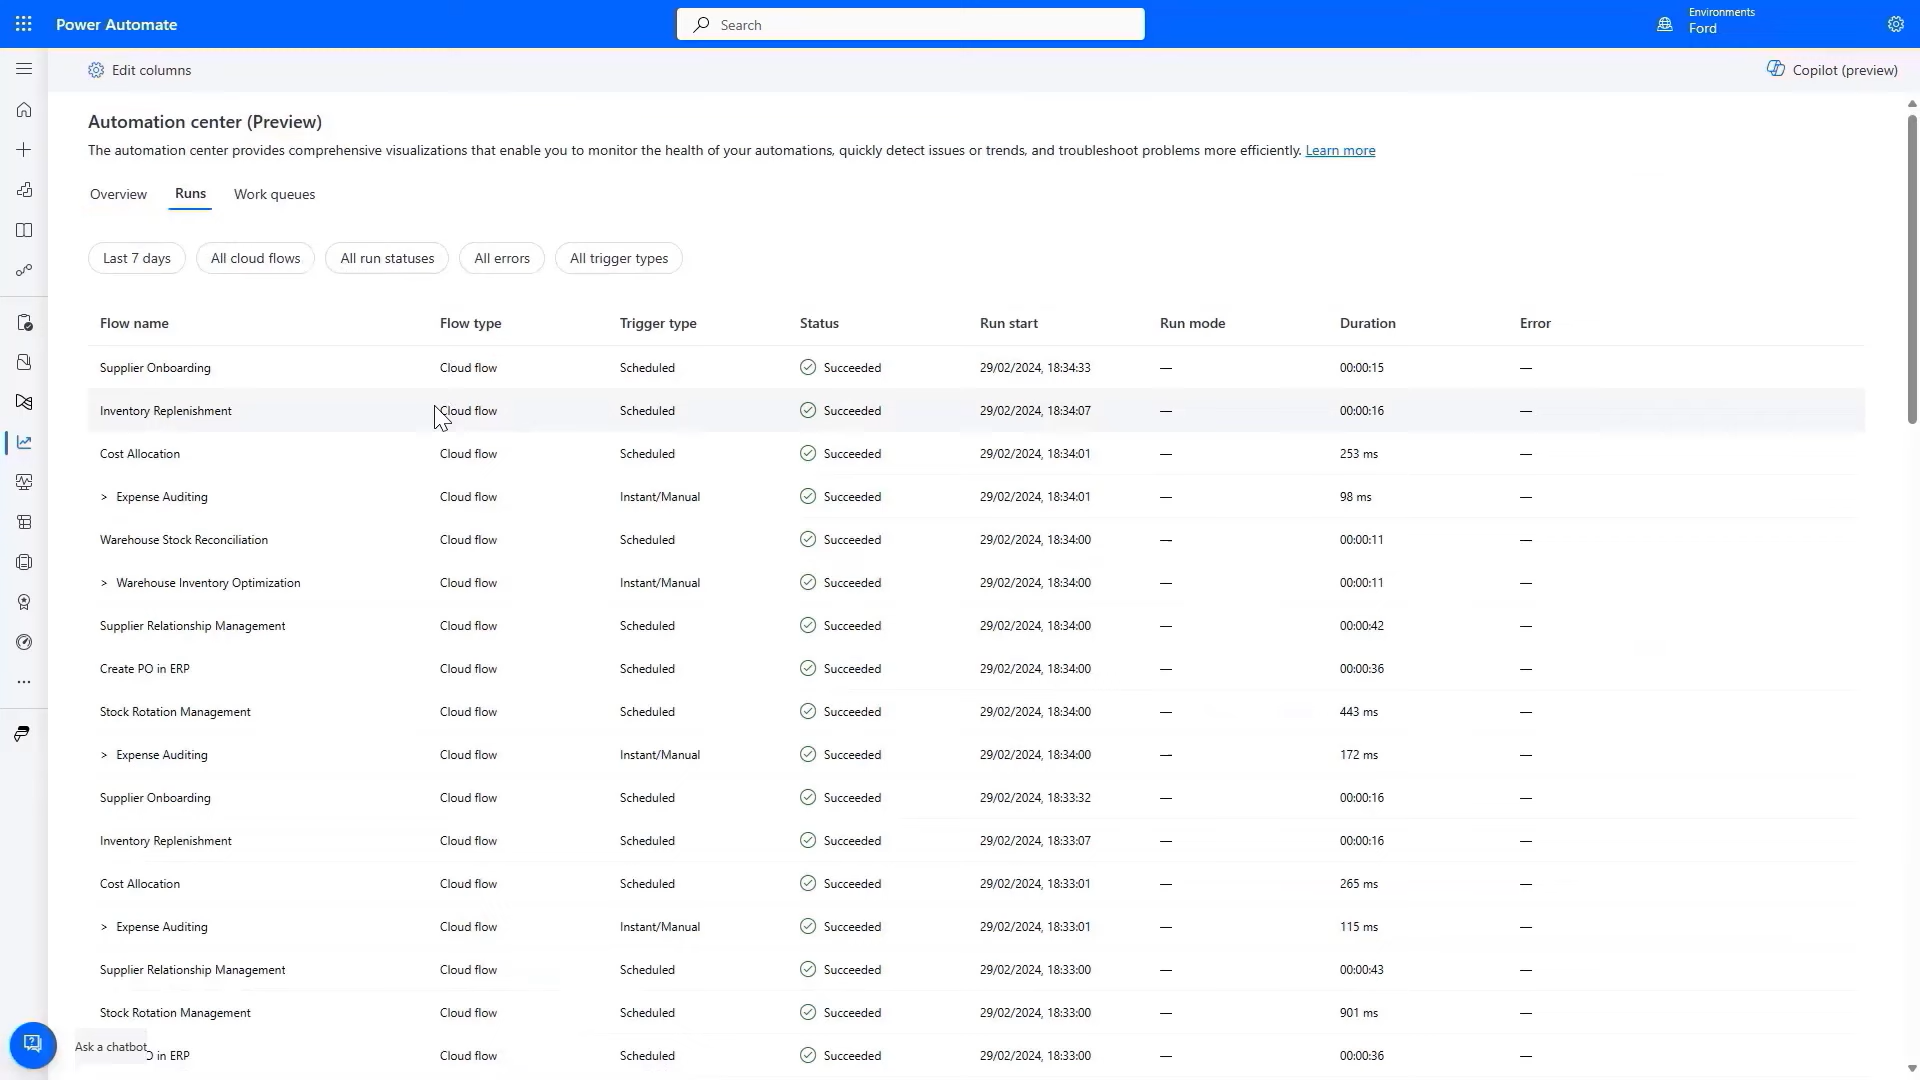 Power Automate
Search
Environments
Ford
Edit columns
Copilot (preview)
Automation center (Preview)
The automation center provides comprehensive visualizations that enable you to monitor the health of your automations, quickly detect issues or trends, and troubleshoot problems more efficiently. Learn more
Overview Runs Work queues
Last 7 days All cloud flows All run statuses All errors All trigger types
Flow name Flow type Trigger type Status Run start Run mode Duration Error
Supplier Onboarding Cloud flow Scheduled Succeeded 29/02/2024, 18:34:33 — 00:00:15 —
Inventory Replenishment Cloud flow Scheduled Succeeded 29/02/2024, 18:34:07 — 00:00:16 —
Cost Allocation Cloud flow Scheduled Succeeded 29/02/2024, 18:34:01 — 253 ms —
> Expense Auditing Cloud flow Instant/Manual Succeeded 29/02/2024, 18:34:01 — 98 ms —
Warehouse Stock Reconciliation Cloud flow Scheduled Succeeded 29/02/2024, 18:34:00 — 00:00:11 —
> Warehouse Inventory Optimization Cloud flow Instant/Manual Succeeded 29/02/2024, 18:34:00 — 00:00:11 —
Supplier Relationship Management Cloud flow Scheduled Succeeded 29/02/2024, 18:34:00 — 00:00:42 —
Create PO in ERP Cloud flow Scheduled Succeeded 29/02/2024, 18:34:00 — 00:00:36 —
Stock Rotation Management Cloud flow Scheduled Succeeded 29/02/2024, 18:34:00 — 443 ms —
> Expense Auditing Cloud flow Instant/Manual Succeeded 29/02/2024, 18:34:00 — 172 ms —
Supplier Onboarding Cloud flow Scheduled Succeeded 29/02/2024, 18:33:32 — 00:00:16 —
Inventory Replenishment Cloud flow Scheduled Succeeded 29/02/2024, 18:33:07 — 00:00:16 —
Cost Allocation Cloud flow Scheduled Succeeded 29/02/2024, 18:33:01 — 265 ms —
> Expense Auditing Cloud flow Instant/Manual Succeeded 29/02/2024, 18:33:01 — 115 ms —
Supplier Relationship Management Cloud flow Scheduled Succeeded 29/02/2024, 18:33:00 — 00:00:43 —
Stock Rotation Management Cloud flow Scheduled Succeeded 29/02/2024, 18:33:00 — 901 ms —
Ask a chatbot
in ERP Cloud flow Scheduled Succeeded 29/02/2024, 18:33:00 — 00:00:36 —